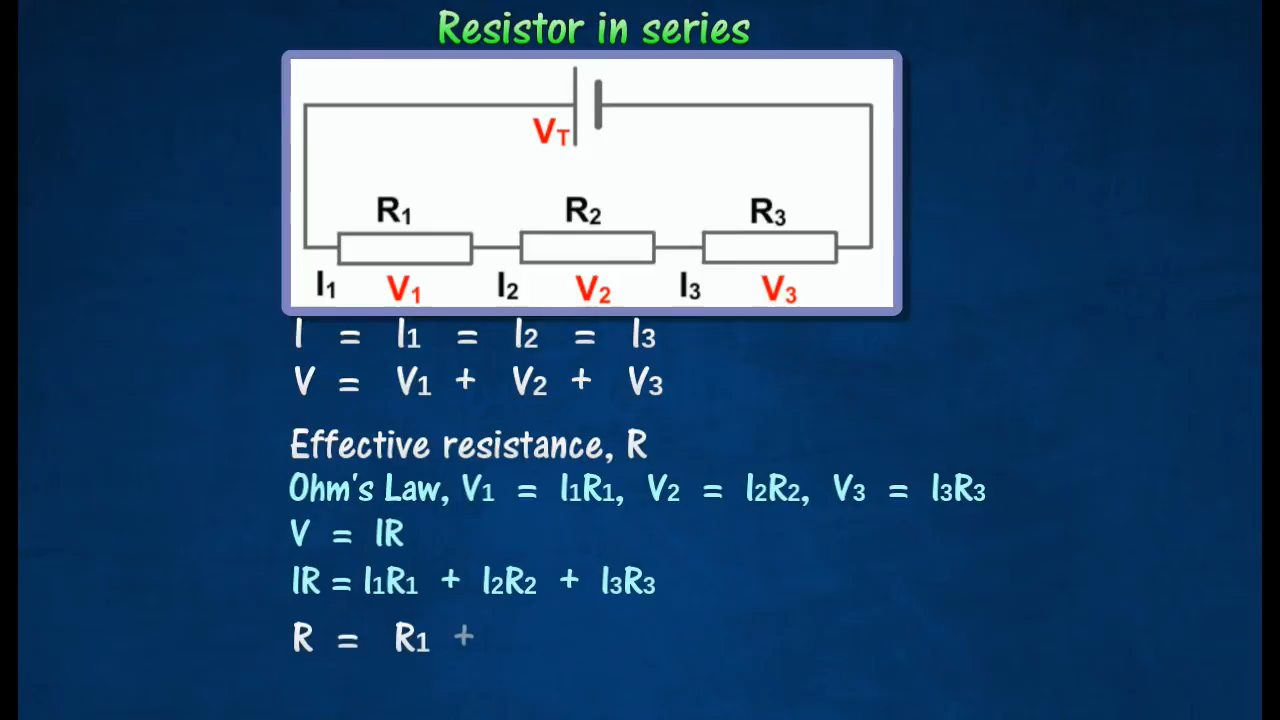 Resistor in series
V_T
R₁ R₂ R₃
I₁ V₁ I₂ V₂ I₃ V₃
I = I₁ = I₂ = I₃
V = V₁ + V₂ + V₃
Effective resistance, R
Ohm's Law, V₁ = I₁R₁, V₂ = I₂R₂, V₃ = I₃R₃
V = IR
IR = I₁R₁ + I₂R₂ + I₃R₃
R = R₁ +